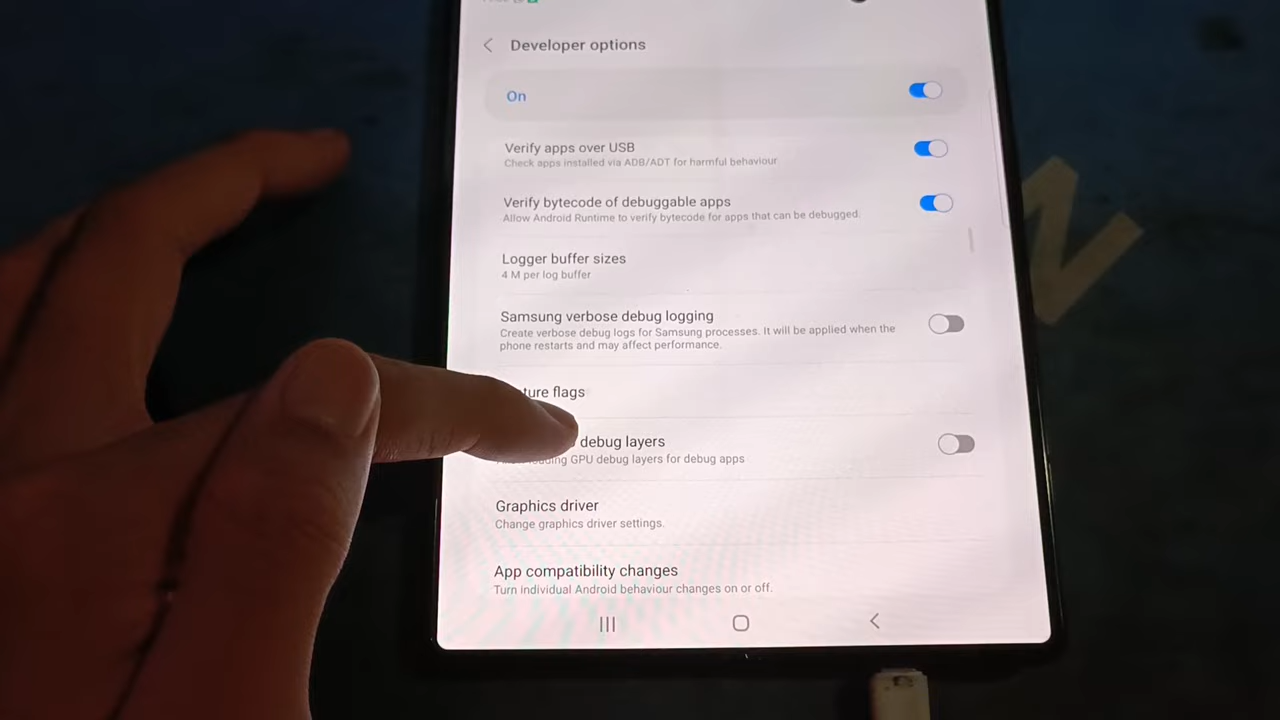 Developer options
On
Verify apps over USB
Check apps installed via ADB/ADT for harmful behaviour
Verify bytecode of debuggable apps
Allow Android Runtime to verify bytecode for apps that can be debugged.
Logger buffer sizes
4 M per log buffer
Samsung verbose debug logging
Create verbose debug logs for Samsung processes. It will be applied when the
phone restarts and may affect performance.
flags
debug layers
GPU debug layers for debug apps
Graphics driver
Change graphics driver settings.
App compatibility changes
Turn individual Android behaviour changes on or off.
N